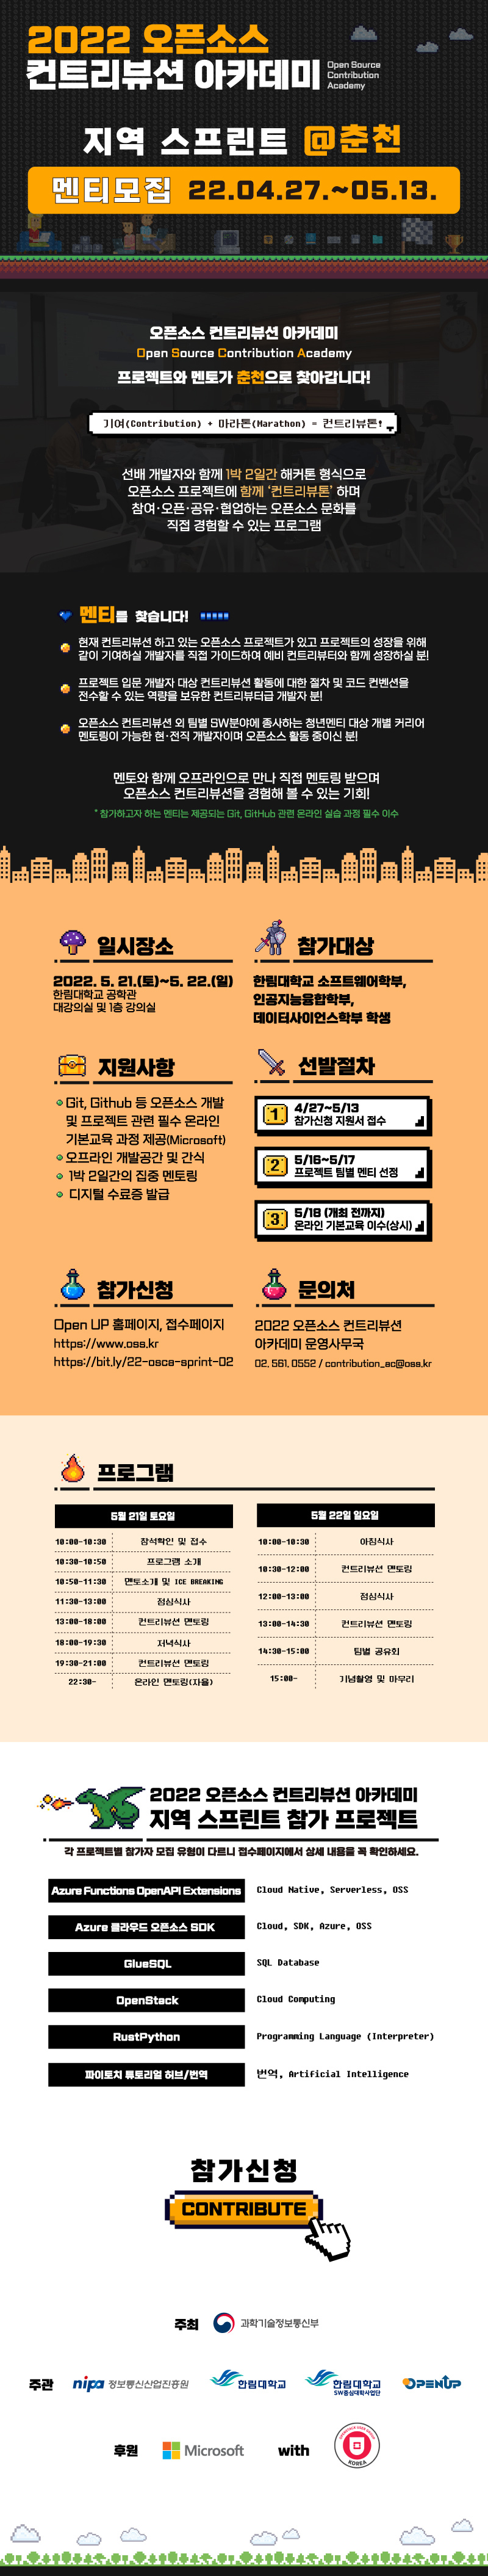 2022 오픈소스
컨트리뷰션 아카데미
Open Source
Contribution
Academy
지역 스프린트 @춘천
멘티모집 22.04.27.~05.13.
오픈소스 컨트리뷰션 아카데미
Open Source Contribution Academy
프로젝트와 멘토가 춘천으로 찾아갑니다!
기여(Contribution) + 마라톤(Marathon) = 컨트리뷰톤!
선배 개발자와 함께 1박 2일간 해커톤 형식으로
오픈소스 프로젝트에 함께 '컨트리뷰톤' 하며
참여·오픈·공유·협업하는 오픈소스 문화를
직접 경험할 수 있는 프로그램
멘티를 찾습니다!
현재 컨트리뷰션 하고 있는 오픈소스 프로젝트가 있고 프로젝트의 성장을 위해
같이 기여하실 개발자를 직접 가이드하여 예비 컨트리뷰터와 함께 성장하실 분!
프로젝트 입문 개발자 대상 컨트리뷰션 활동에 대한 절차 및 코드 컨벤션을
전수할 수 있는 역량을 보유한 컨트리뷰터급 개발자 분!
오픈소스 컨트리뷰션 외 팀별 SW분야에 종사하는 청년멘티 대상 개별 커리어
멘토링이 가능한 현·전직 개발자이며 오픈소스 활동 중이신 분!
멘토와 함께 오프라인으로 만나 직접 멘토링 받으며
오픈소스 컨트리뷰션을 경험해 볼 수 있는 기회!
* 참가하고자 하는 멘티는 제공되는 Git, GitHub 관련 온라인 실습 과정 필수 이수
일시장소
2022. 5. 21.(토)~5. 22.(일)
한림대학교 공학관
대강의실 및 1층 강의실
참가대상
한림대학교 소프트웨어학부,
인공지능융합학부,
데이터사이언스학부 학생
지원사항
Git, Github 등 오픈소스 개발
및 프로젝트 관련 필수 온라인
기본교육 과정 제공(Microsoft)
오프라인 개발공간 및 간식
1박 2일간의 집중 멘토링
디지털 수료증 발급
선발절차
1 4/27~5/13
참가신청 지원서 접수
2 5/16~5/17
프로젝트 팀별 멘티 선정
3 5/18 (개최 전까지)
온라인 기본교육 이수(상시)
참가신청
Open UP 홈페이지, 접수페이지
https://www.oss.kr
https://bit.ly/22-osca-sprint-02
문의처
2022 오픈소스 컨트리뷰션
아카데미 운영사무국
02. 561. 0552 / contribution_ac@oss.kr
프로그램
5월 21일 토요일
10:00-10:30 참석확인 및 접수
10:30-10:50 프로그램 소개
10:50-11:30 멘토소개 및 ICE BREAKING
11:30-13:00 점심식사
13:00-18:00 컨트리뷰션 멘토링
18:00-19:30 저녁식사
19:30-21:00 컨트리뷰션 멘토링
22:30- 온라인 멘토링(자율)
5월 22일 일요일
10:00-10:30 아침식사
10:30-12:00 컨트리뷰션 멘토링
12:00-13:00 점심식사
13:00-14:30 컨트리뷰션 멘토링
14:30-15:00 팀별 공유회
15:00- 기념촬영 및 마무리
2022 오픈소스 컨트리뷰션 아카데미
지역 스프린트 참가 프로젝트
각 프로젝트별 참가자 모집 유형이 다르니 접수페이지에서 상세 내용을 꼭 확인하세요.
Azure Functions OpenAPI Extensions Cloud Native, Serverless, OSS
Azure 클라우드 오픈소스 SDK Cloud, SDK, Azure, OSS
GlueSQL SQL Database
OpenStack Cloud Computing
RustPython Programming Language (Interpreter)
파이토치 튜토리얼 허브/번역 번역, Artificial Intelligence
참가신청
CONTRIBUTE
주최 과학기술정보통신부
주관 nipa 정보통신산업진흥원 한림대학교 한림대학교 OPENUP
SW중심대학사업단
후원 Microsoft with
OPENSTACK USER GROUP
KOREA